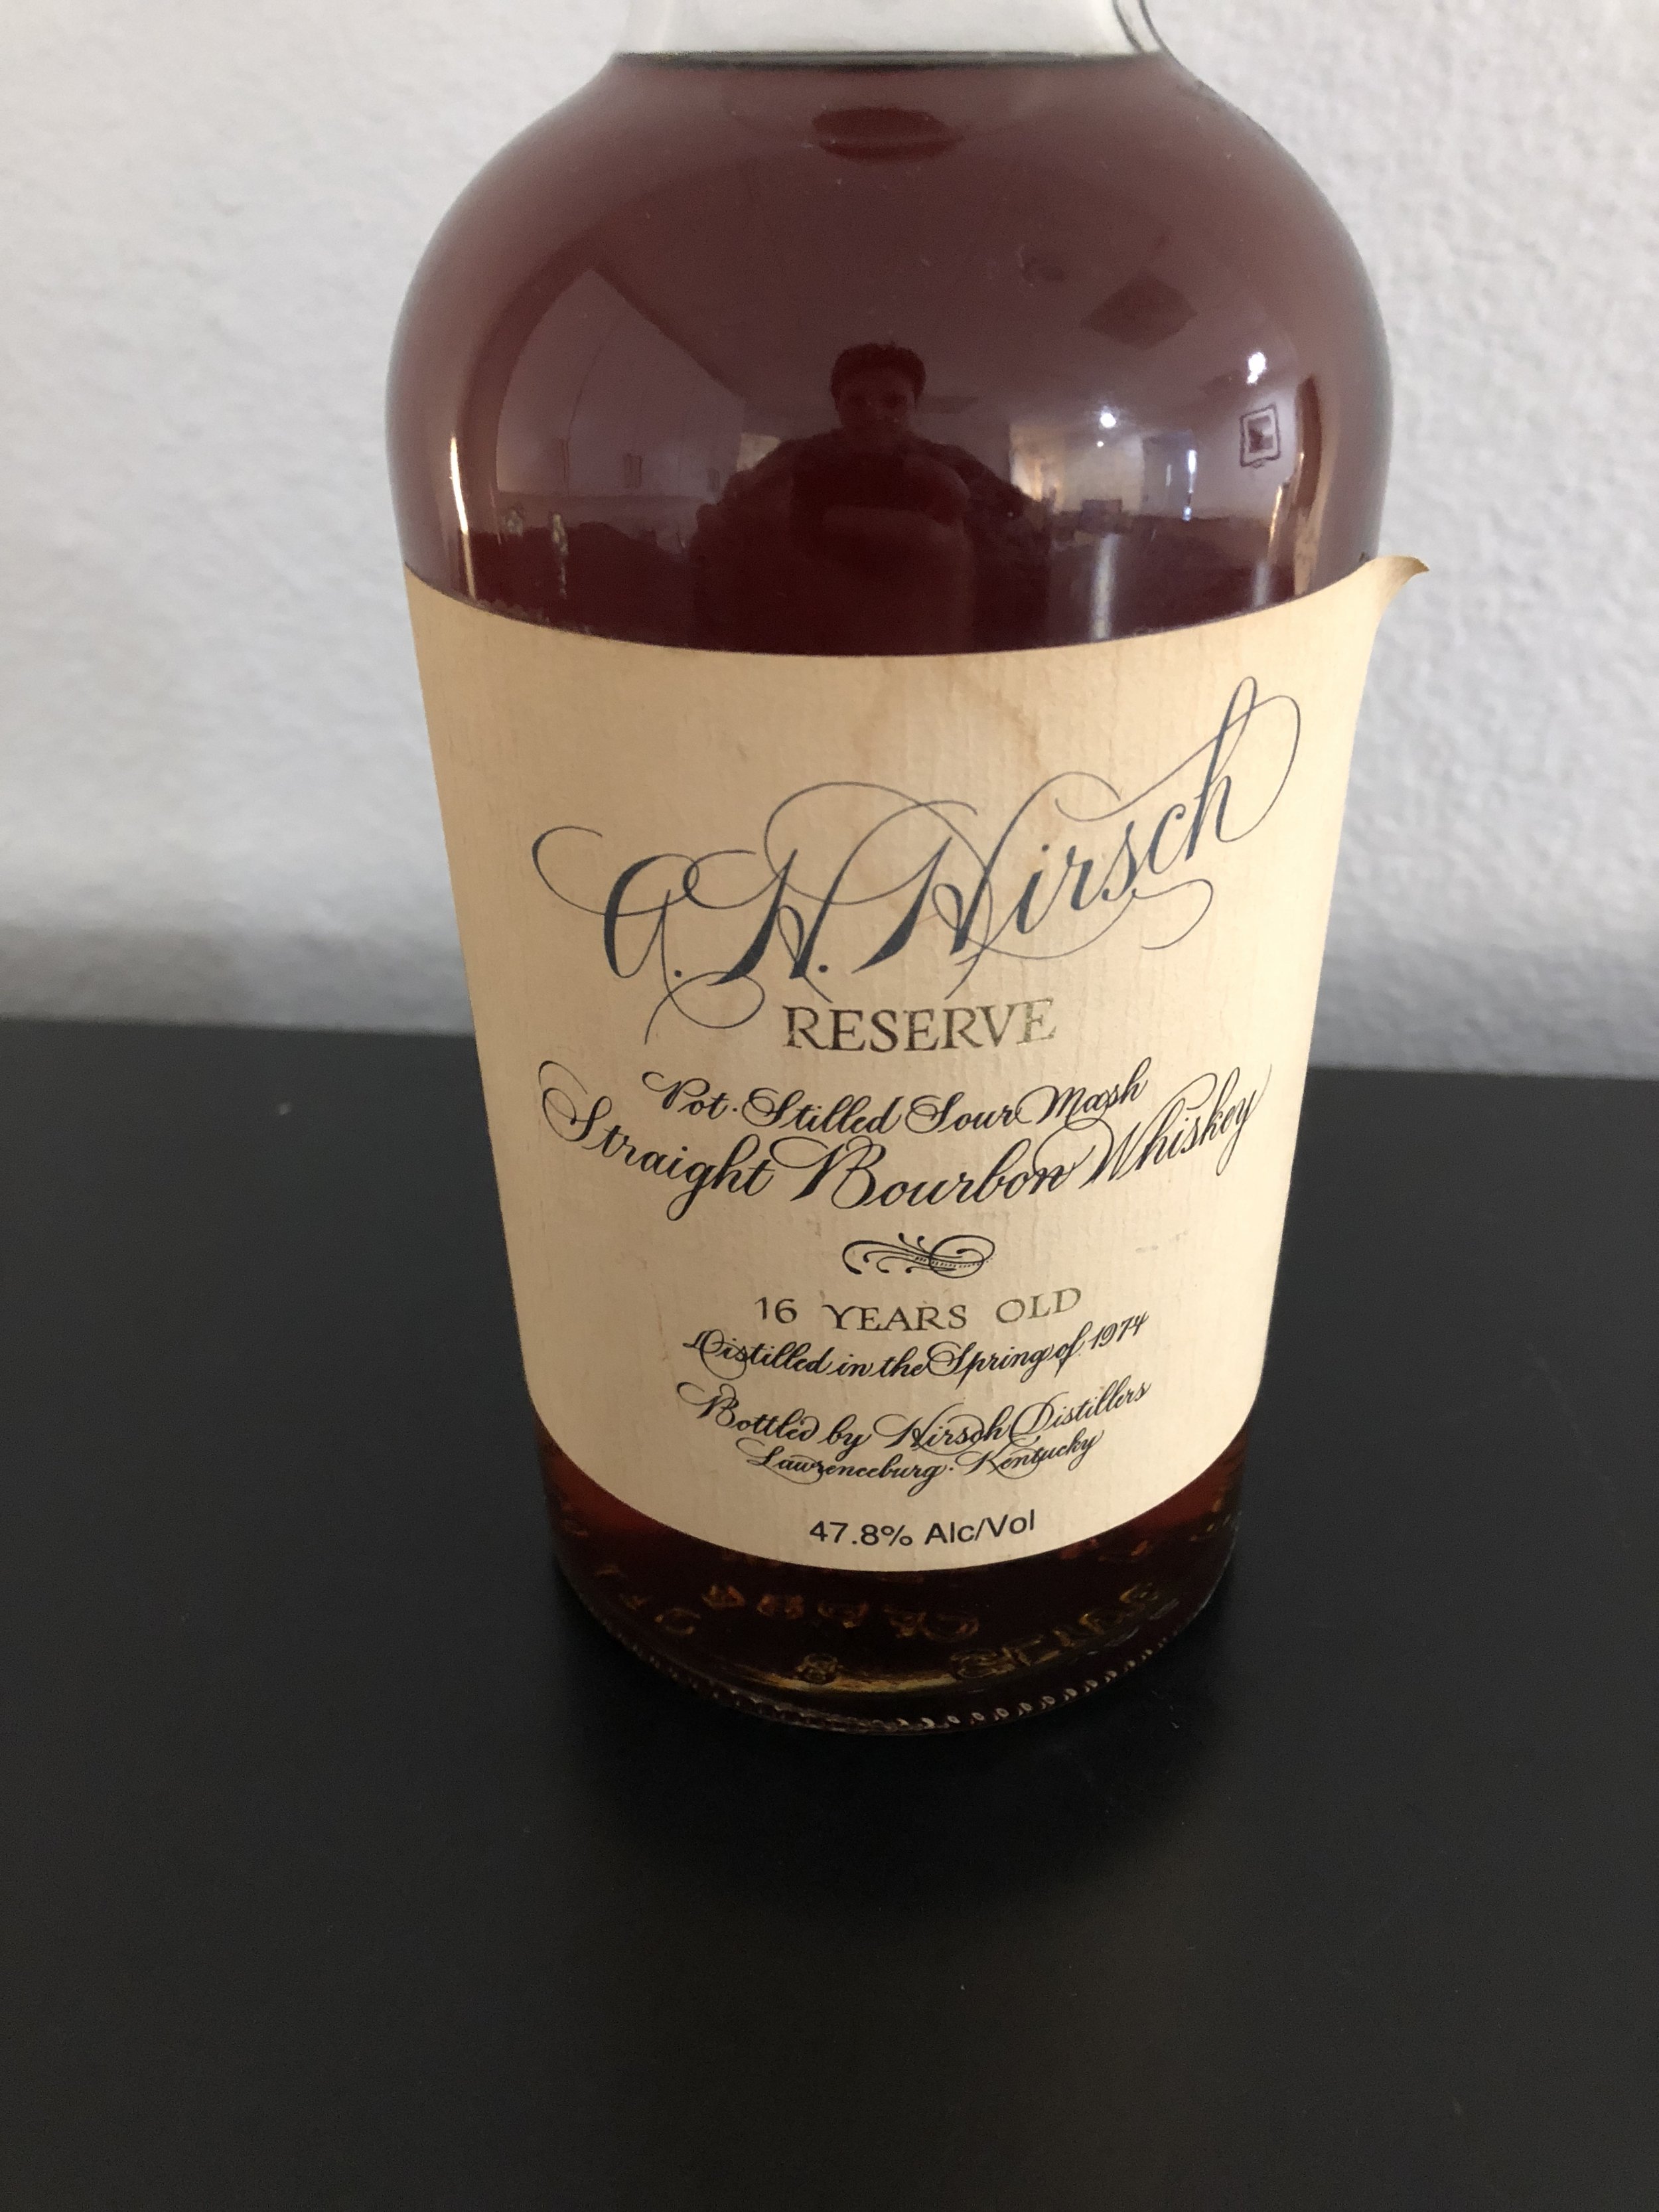 A. H. Hirsch
RESERVE
Pot·Stilled Sour Mash
Straight Bourbon Whiskey
16 YEARS OLD
Distilled in the Spring of 1974
Bottled by Hirsch Distillers
Lawrenceburg· Kentucky
47.8% Alc/Vol